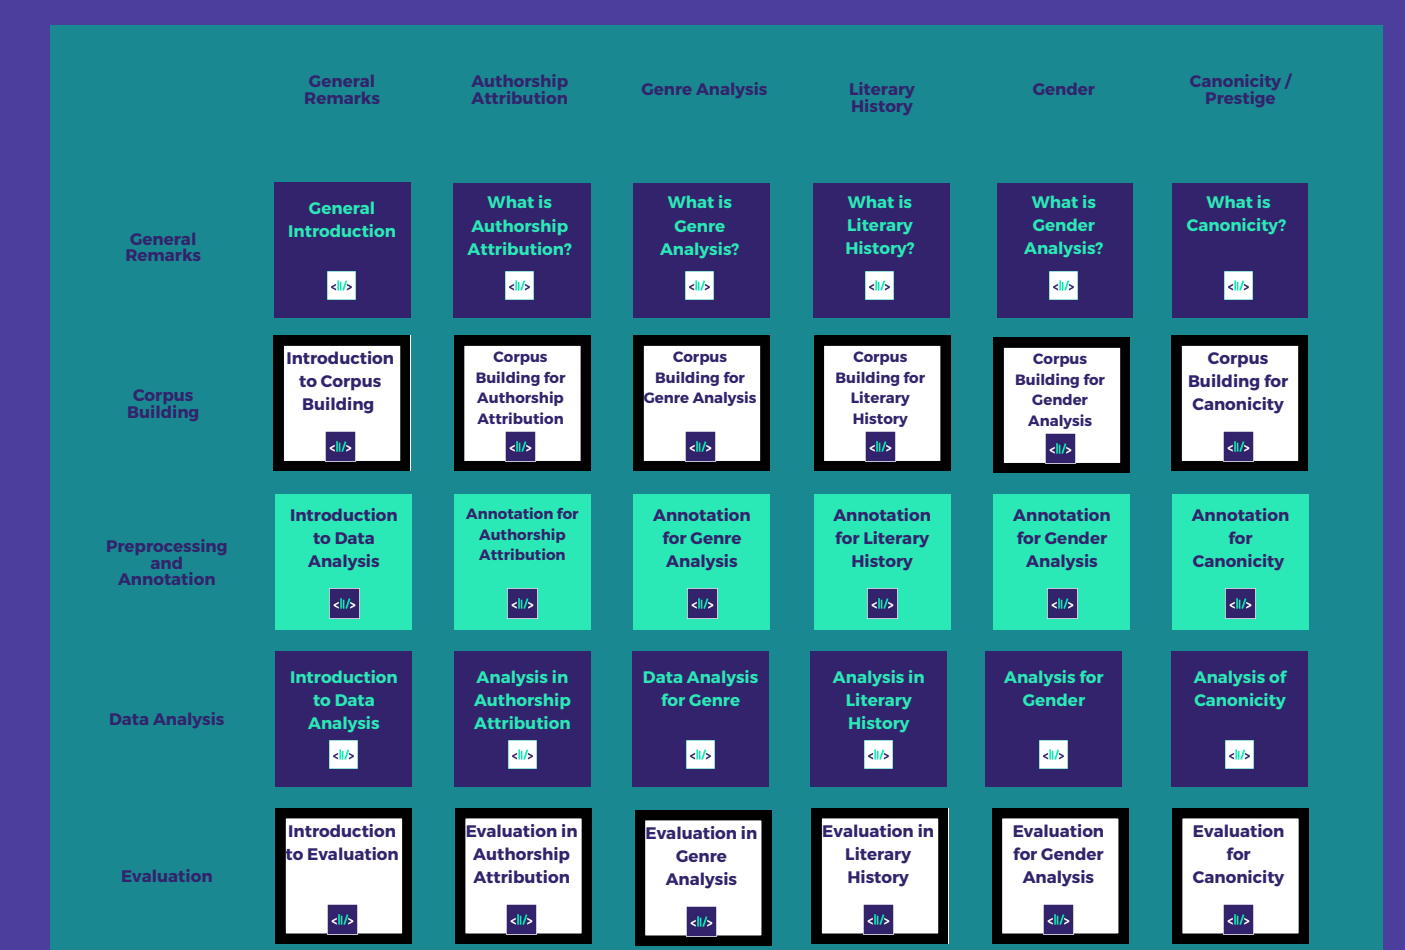 General
Remarks
Authorship
Attribution
Genre Analysis
Literary
History
Gender
Canonicity /
Prestige
General
Remarks
General
Introduction
</>
What is
Authorship
Attribution?
</>
What is
Genre
Analysis?
</>
What is
Literary
History?
</>
What is
Gender
Analysis?
</>
What is
Canonicity?
</>
Corpus
Building
Introduction
to Corpus
Building
</>
Corpus
Building for
Authorship
Attribution
</>
Corpus
Building for
Genre Analysis
</>
Corpus
Building for
Literary
History
</>
Corpus
Building for
Gender
Analysis
</>
Corpus
Building for
Canonicity
</>
Preprocessing
and
Annotation
Introduction
to Data
Analysis
</>
Annotation for
Authorship
Attribution
</>
Annotation
for Genre
Analysis
</>
Annotation
for Literary
History
</>
Annotation
for Gender
Analysis
</>
Annotation
for
Canonicity
</>
Data Analysis
Introduction
to Data
Analysis
</>
Analysis in
Authorship
Attribution
</>
Data Analysis
for Genre
</>
Analysis in
Literary
History
</>
Analysis for
Gender
</>
Analysis of
Canonicity
</>
Evaluation
Introduction
to Evaluation
</>
Evaluation in
Authorship
Attribution
</>
Evaluation in
Genre
Analysis
</>
Evaluation in
Literary
History
</>
Evaluation
for Gender
Analysis
</>
Evaluation
for
Canonicity
</>